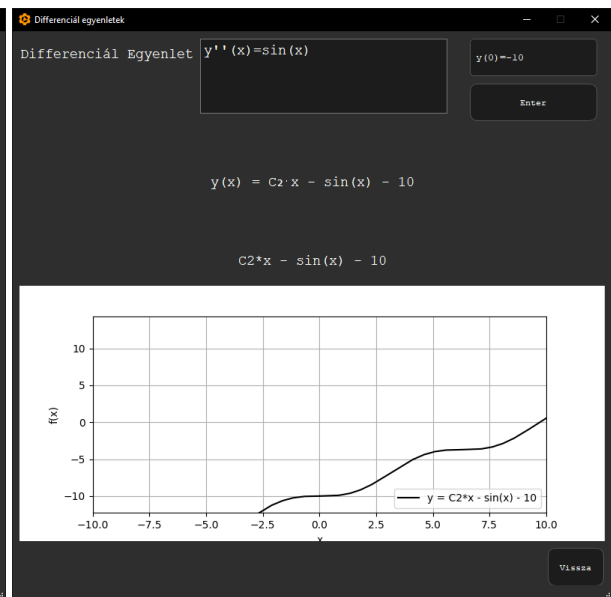 Differenciál egyenletek
Differenciál Egyenlet
y''(x)=sin(x)
y(0)=-10
Enter
y(x) = C₂⋅x - sin(x) - 10
C2*x - sin(x) - 10
10
5
0
−5
−10
f(x)
y = C2*x - sin(x) - 10
−10.0 −7.5 −5.0 −2.5 0.0 2.5 5.0 7.5 10.0
x
Vissza